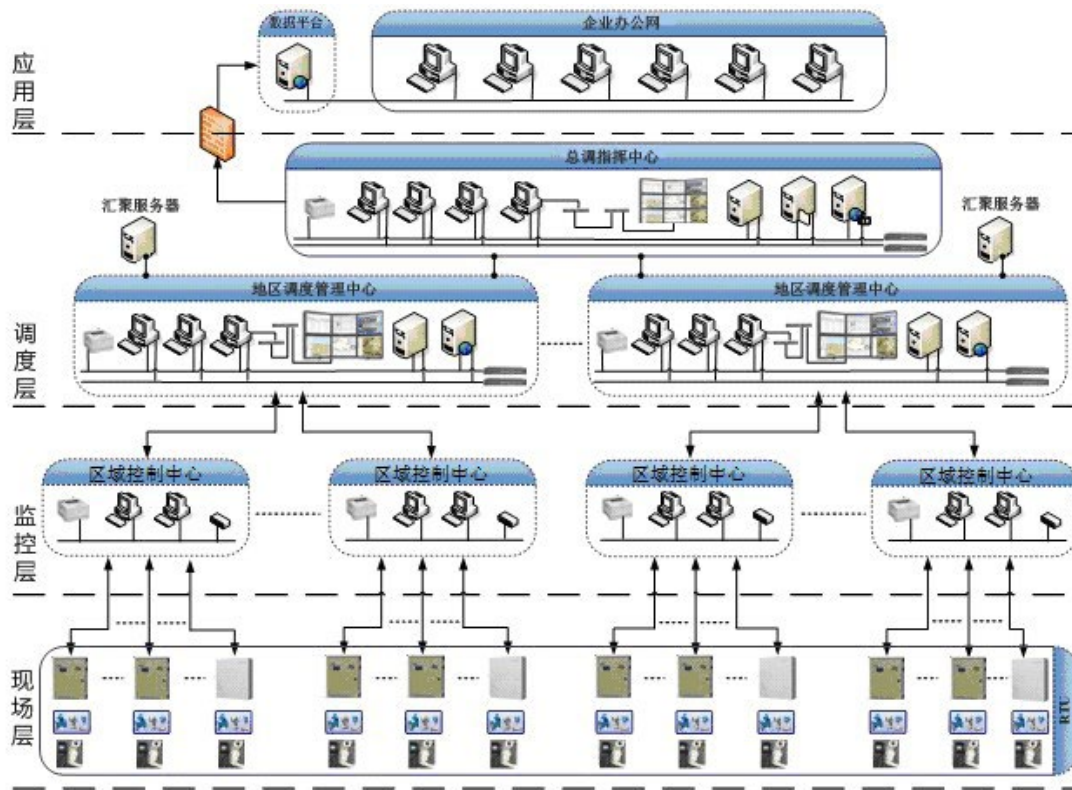 数据平台
企业办公网
应用层
总调指挥中心
汇聚服务器
汇聚服务器
地区调度管理中心
地区调度管理中心
调度层
区域控制中心
区域控制中心
区域控制中心
区域控制中心
监控层
现场层
RTU